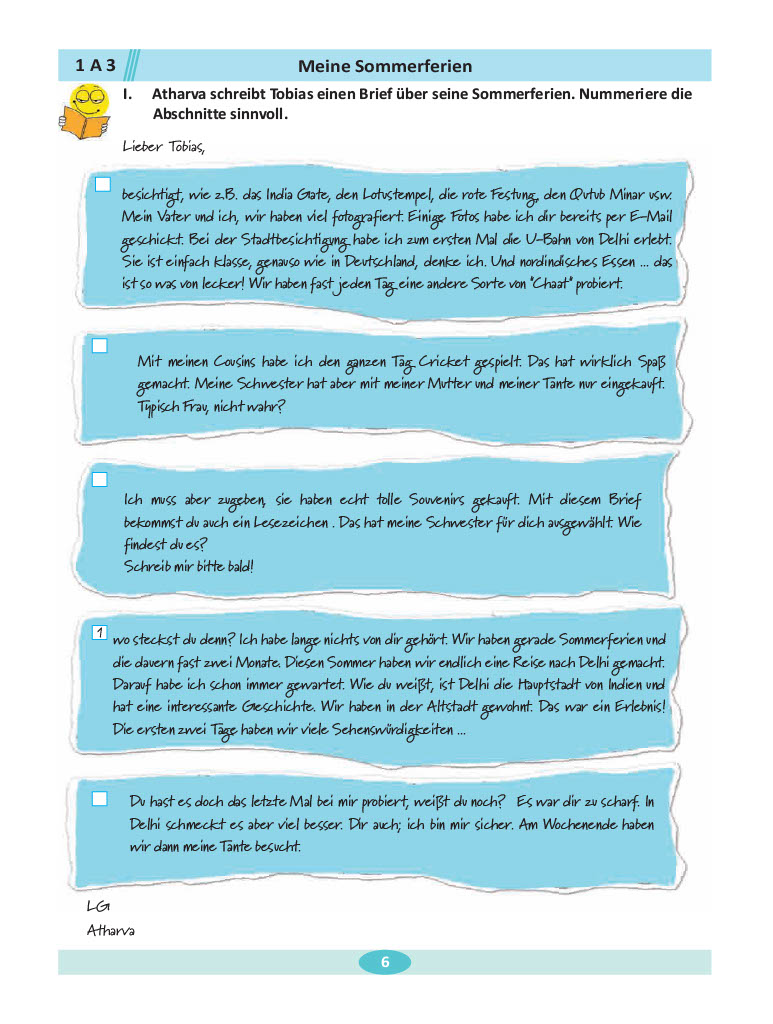 1 A 3
Meine Sommerferien
I. Atharva schreibt Tobias einen Brief über seine Sommerferien. Nummeriere die
Abschnitte sinnvoll.
Lieber Tobias,
besichtigt, wie z.B. das India Gate, den Lotustempel, die rote Festung, den Qutub Minar usw.
Mein Vater und ich, wir haben viel fotografiert. Einige Fotos habe ich dir bereits per E-Mail
geschickt. Bei der Stadtbesichtigung habe ich zum ersten Mal die U-Bahn von Delhi erlebt.
Sie ist einfach klasse, genauso wie in Deutschland, denke ich. Und nordindisches Essen ... das
ist so was von lecker! Wir haben fast jeden Tag eine andere Sorte von "Chaat" probiert.
Mit meinen Cousins habe ich den ganzen Tag Cricket gespielt. Das hat wirklich Spaß
gemacht. Meine Schwester hat aber mit meiner Mutter und meiner Tante nur eingekauft.
Typisch Frau, nicht wahr?
Ich muss aber zugeben, sie haben echt tolle Souvenirs gekauft. Mit diesem Brief
bekommst du auch ein Lesezeichen . Das hat meine Schwester für dich ausgewählt. Wie
findest du es?
Schreib mir bitte bald!
1
wo steckst du denn? Ich habe lange nichts von dir gehört. Wir haben gerade Sommerferien und
die dauern fast zwei Monate. Diesen Sommer haben wir endlich eine Reise nach Delhi gemacht.
Darauf habe ich schon immer gewartet. Wie du weißt, ist Delhi die Hauptstadt von Indien und
hat eine interessante Geschichte. Wir haben in der Altstadt gewohnt. Das war ein Erlebnis!
Die ersten zwei Tage haben wir viele Sehenswürdigkeiten ...
Du hast es doch das letzte Mal bei mir probiert, weißt du noch? Es war dir zu scharf. In
Delhi schmeckt es aber viel besser. Dir auch; ich bin mir sicher. Am Wochenende haben
wir dann meine Tante besucht.
LG
Atharva
6